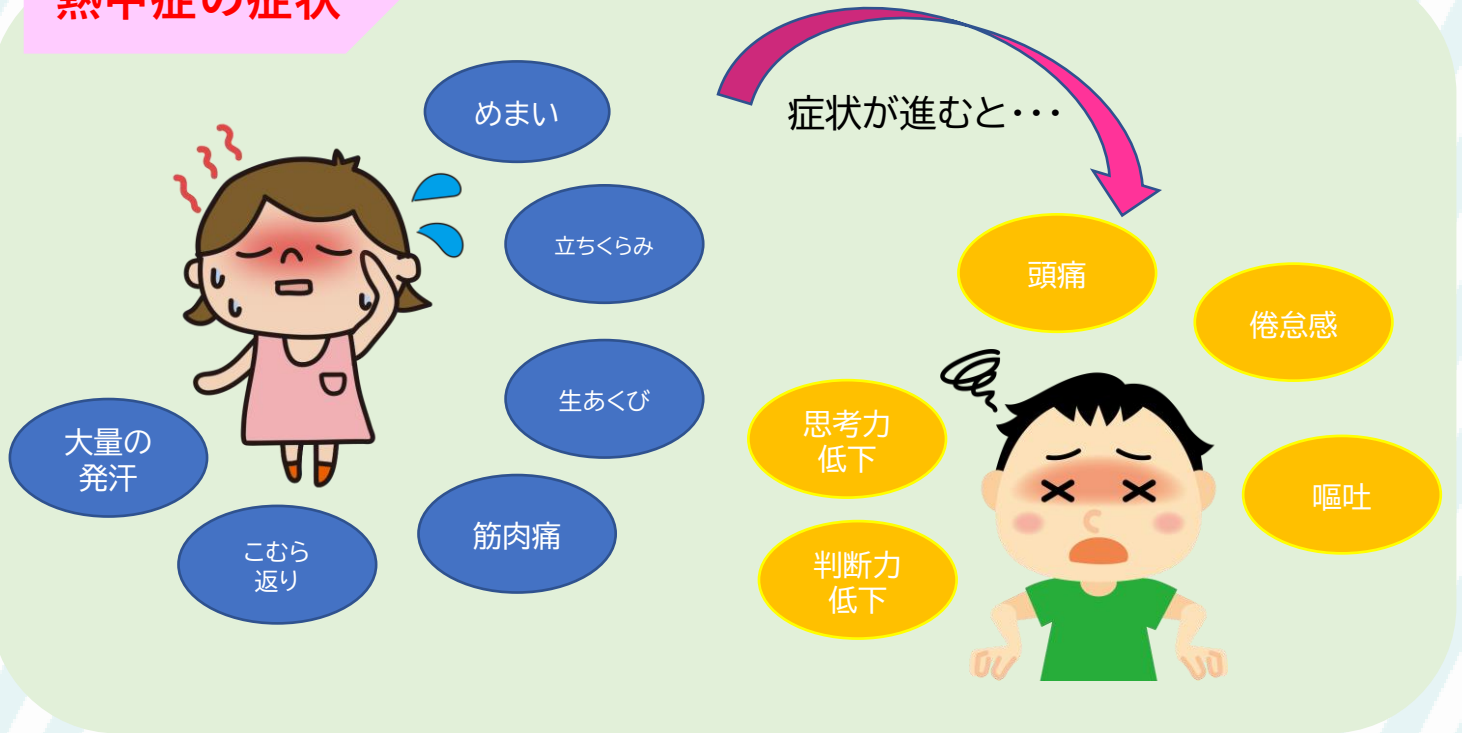 熱中症の症状
めまい
立ちくらみ
生あくび
筋肉痛
こむら
返り
大量の
発汗
症状が進むと・・・
頭痛
倦怠感
嘔吐
思考力
低下
判断力
低下